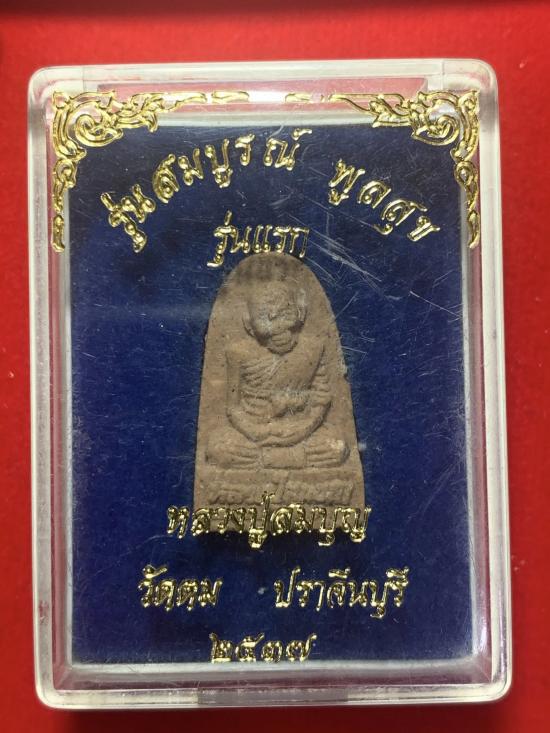 รุ่นสมบูรณ์ พูลสุข
รุ่นแรก
หลวงปู่สมบุญ
วัดตม ปราจีนบุรี
๒๕๓๗